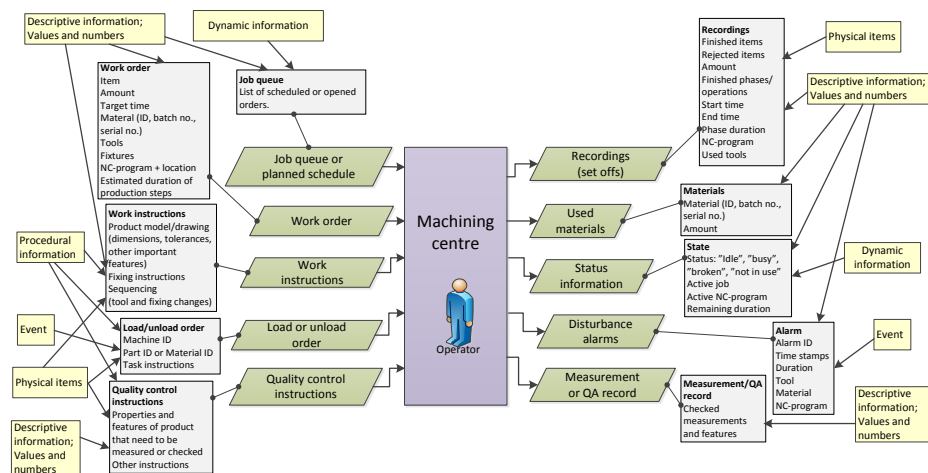 Descriptive information;
Values and numbers
Dynamic information
Work order
Item
Amount
Target time
Materal (ID, batch no.,
serial no.)
Tools
Fixtures
NC-program + location
Estimated duration of
production steps
Job queue
List of scheduled or opened
orders.
Job queue or
planned schedule
Work order
Work instructions
Product model/drawing
(dimensions, tolerances,
other important
features)
Fixing instructions
Sequencing
(tool and fixing changes)
Work
instructions
Procedural
information
Event
Load/unload order
Machine ID
Part ID or Material ID
Task instructions
Load or unload
order
Physical items
Quality control
instructions
Properties and
features of product
that need to be
measured or checked
Other instructions
Quality control
instructions
Descriptive
information;
Values and
numbers
Machining
centre
Operator
Recordings
(set offs)
Recordings
Finished items
Rejected items
Amount
Finished phases/
operations
Start time
End time
Phase duration
NC-program
Used tools
Physical items
Descriptive information;
Values and numbers
Used
materials
Materials
Material (ID, batch no.,
serial no.)
Amount
Status
information
State
Status: "Idle", "busy",
"broken", "not in use"
Active job
Active NC-program
Remaining duration
Dynamic
information
Disturbance
alarms
Alarm
Alarm ID
Time stamps
Duration
Tool
Material
NC-program
Event
Measurement
or QA record
Measurement/QA
record
Checked
measurements
and features
Descriptive
information;
Values and
numbers